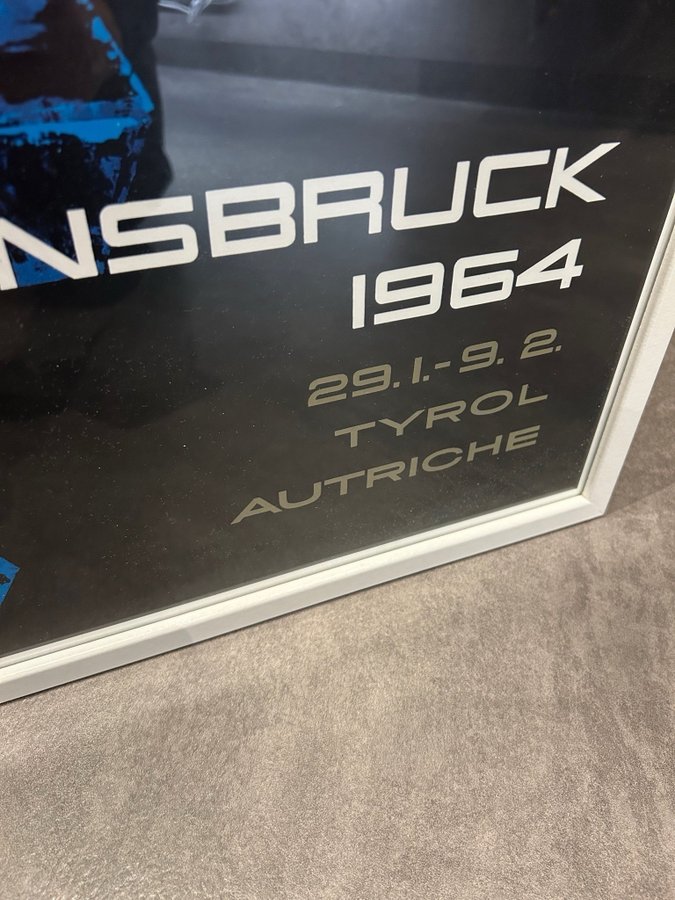 NSBRUCK
1964
29.1.-9. 2.
TYROL
AUTRICHE